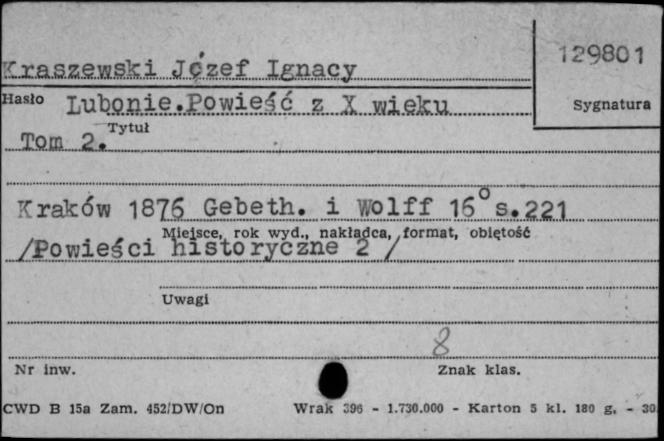 Kraszewski Józef Ignacy
129801
Hasło Lubonie.Powieść z X wieku
Sygnatura
Tytuł
Tom 2.
Kraków 1876 Gebeth. i Wolff 16° s.221
Miejsce, rok wyd., nakładca, format, objętość
/Powieści historyczne 2 /
Uwagi
8
Nr inw.
Znak klas.
CWD B 15a Zam. 452/DW/On Wrak 396 - 1.730.000 - Karton 5 kl. 180 g. - 30